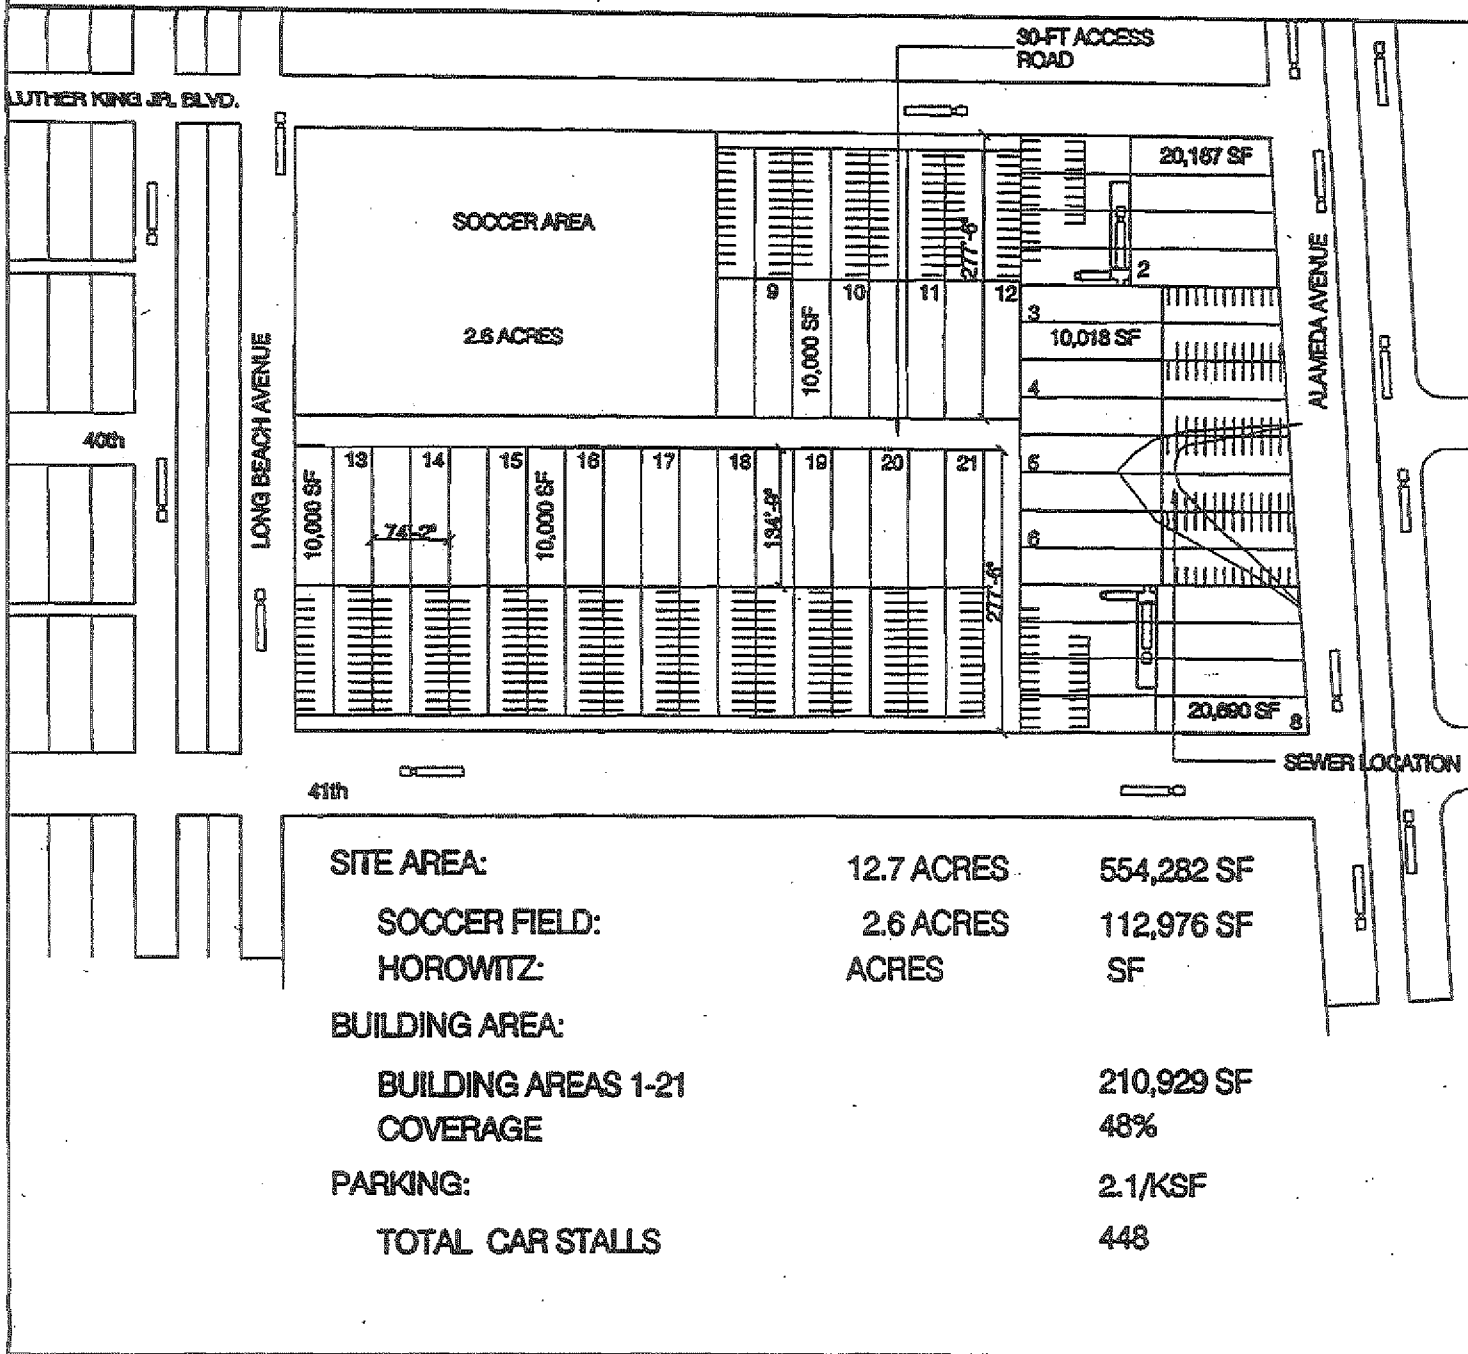 30-FT ACCESS
ROAD
LUTHER KING JR. BLVD.
20,187 SF
SOCCER AREA
2.6 ACRES
277'-6"
2
9
10
11
12
10,000 SF
3
10,018 SF
4
ALAMEDA AVENUE
LONG BEACH AVENUE
40th
13
14
15
16
17
18
19
20
21
5
10,000 SF
74'-2"
10,000 SF
134'-9"
6
277'-6"
20,690 SF
8
SEWER LOCATION
41th
SITE AREA: 12.7 ACRES 554,282 SF
SOCCER FIELD: 2.6 ACRES 112,976 SF
HOROWITZ: ACRES SF
BUILDING AREA:
BUILDING AREAS 1-21 210,929 SF
COVERAGE 48%
PARKING: 2.1/KSF
TOTAL CAR STALLS 448